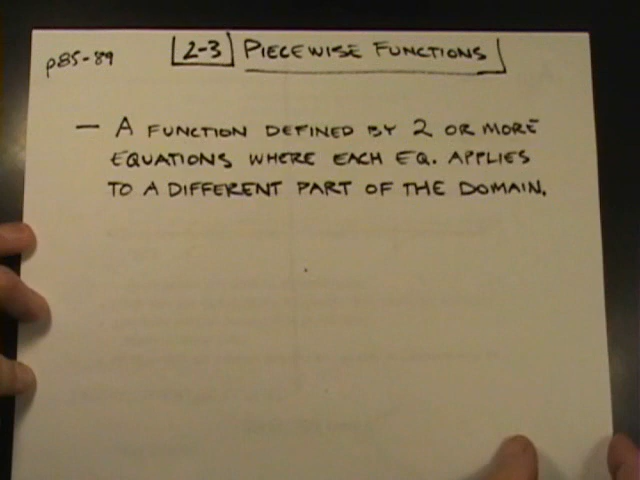 p85-89 2-3 PIECEWISE FUNCTIONS
— A FUNCTION DEFINED BY 2 OR MORE
EQUATIONS WHERE EACH EQ. APPLIES
TO A DIFFERENT PART OF THE DOMAIN.